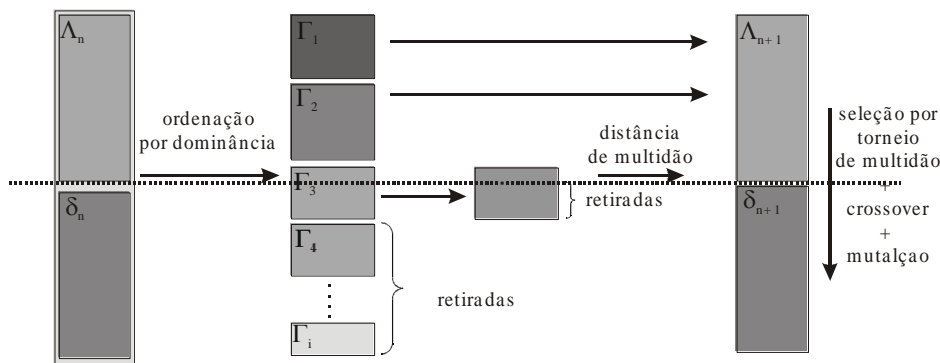 Λn
δn
ordenação
por dominância
Γ1
Γ2
Γ3
Γ4
Γi
retiradas
distância
de multidão
retiradas
Λn+1
δn+1
seleção por
torneio
de multidão
+
crossover
+
mutalçao